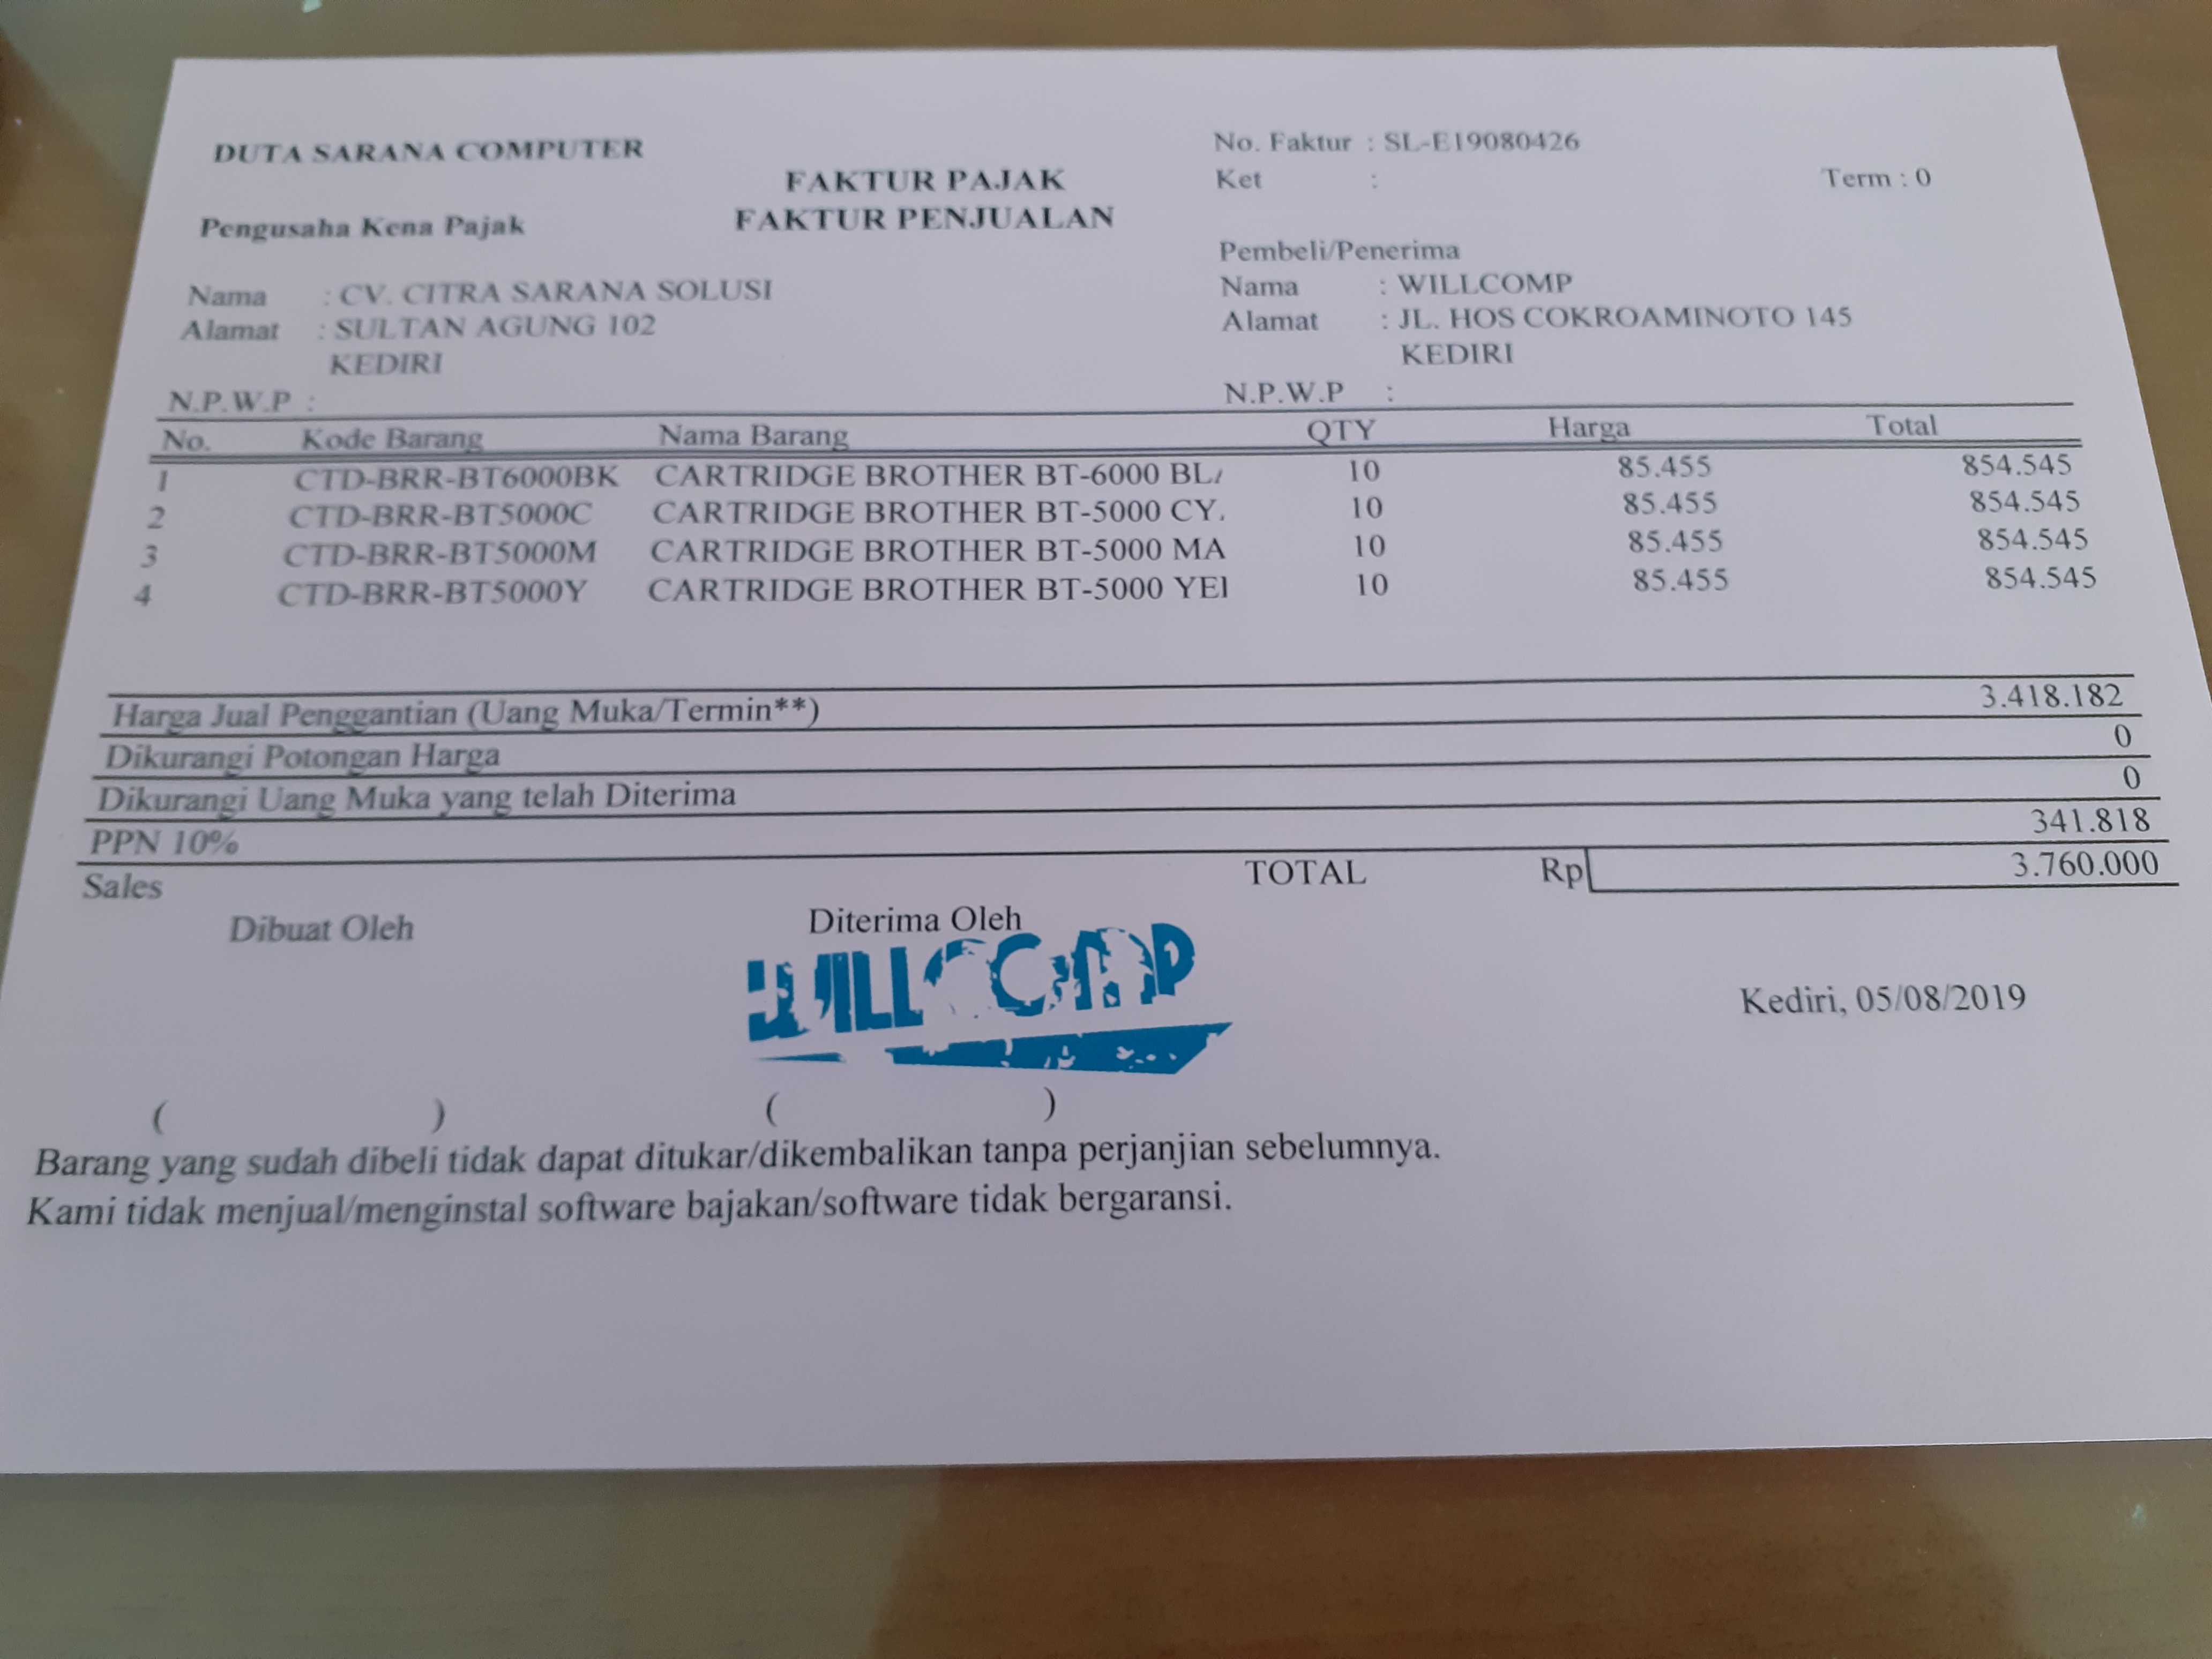 DUTA SARANA COMPUTER
FAKTUR PAJAK
FAKTUR PENJUALAN
No. Faktur : SL-E19080426
Ket :
Term : 0
Pengusaha Kena Pajak
Nama : CV. CITRA SARANA SOLUSI
Alamat : SULTAN AGUNG 102
KEDIRI
N.P.W.P :
Pembeli/Penerima
Nama : WILLCOMP
Alamat : JL. HOS COKROAMINOTO 145
KEDIRI
N.P.W.P :
No. Kode Barang Nama Barang QTY Harga Total
1 CTD-BRR-BT6000BK CARTRIDGE BROTHER BT-6000 BL 10 85.455 854.545
2 CTD-BRR-BT5000C CARTRIDGE BROTHER BT-5000 CY 10 85.455 854.545
3 CTD-BRR-BT5000M CARTRIDGE BROTHER BT-5000 MA 10 85.455 854.545
4 CTD-BRR-BT5000Y CARTRIDGE BROTHER BT-5000 YE 10 85.455 854.545
Harga Jual Penggantian (Uang Muka/Termin**) 3.418.182
Dikurangi Potongan Harga 0
Dikurangi Uang Muka yang telah Diterima 0
PPN 10% 341.818
TOTAL Rp 3.760.000
Sales
Dibuat Oleh
Diterima Oleh
WILLCOMP
Kediri, 05/08/2019
( ) ( )
Barang yang sudah dibeli tidak dapat ditukar/dikembalikan tanpa perjanjian sebelumnya.
Kami tidak menjual/menginstal software bajakan/software tidak bergaransi.